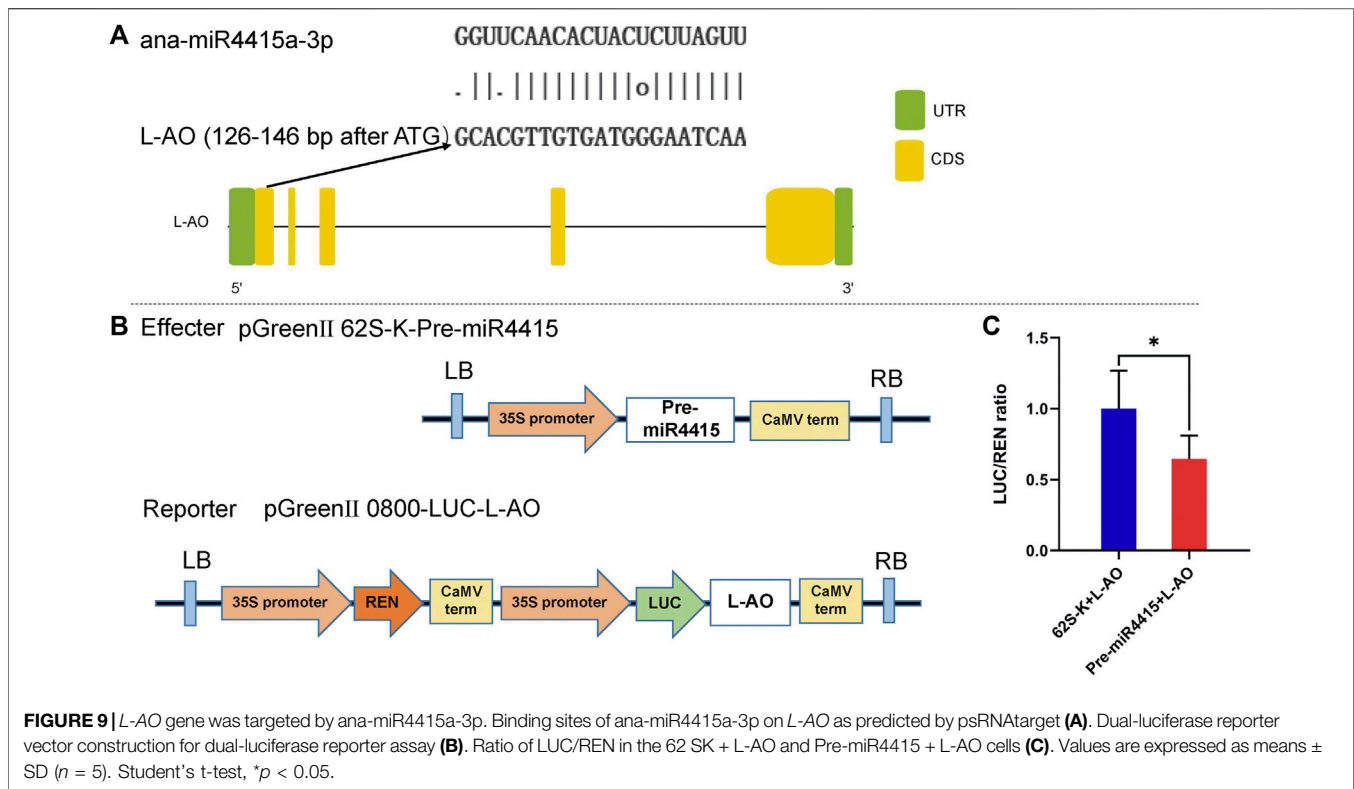 A ana-miR4415a-3p GGUUCAACACUACUCUUAGUU
.||.|||||||||o|||||||
L-AO (126-146 bp after ATG) GCACGTTGTGATGGGAATCAA
UTR
CDS
L-AO
5' 3'
B Effecter pGreenII 62S-K-Pre-miR4415
LB 35S promoter Pre-miR4415 CaMV term RB
Reporter pGreenII 0800-LUC-L-AO
LB 35S promoter REN CaMV term 35S promoter LUC L-AO CaMV term RB
C
*
1.5
1.0
0.5
0.0
LUC/REN ratio
62S-K+L-AO
Pre-miR4415+L-AO
FIGURE 9 | L-AO gene was targeted by ana-miR4415a-3p. Binding sites of ana-miR4415a-3p on L-AO as predicted by psRNAtarget (A). Dual-luciferase reporter
vector construction for dual-luciferase reporter assay (B). Ratio of LUC/REN in the 62 SK + L-AO and Pre-miR4415 + L-AO cells (C). Values are expressed as means ±
SD (n = 5). Student's t-test, *p < 0.05.